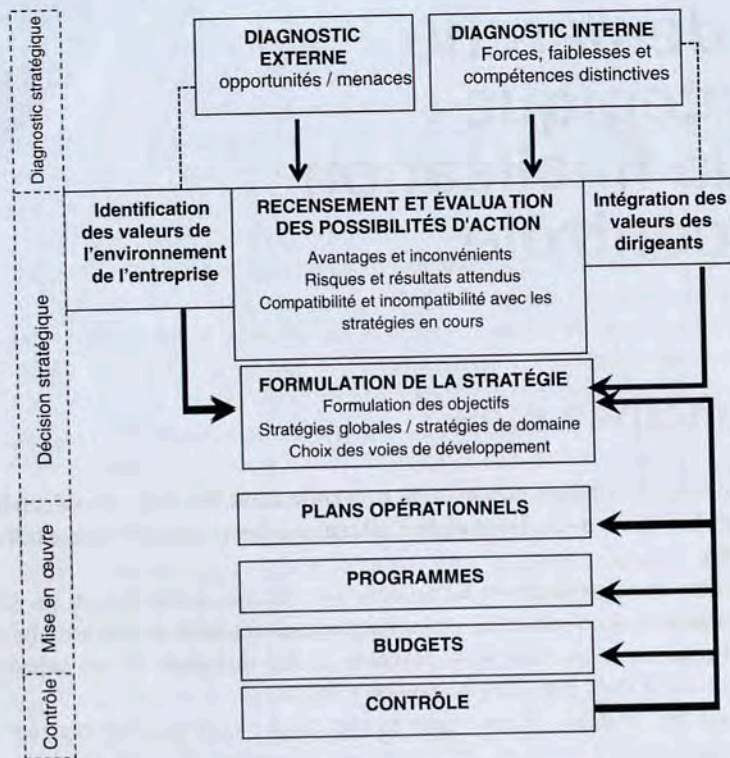 Diagnostic stratégique
DIAGNOSTIC
EXTERNE
opportunités / menaces
DIAGNOSTIC INTERNE
Forces, faiblesses et
compétences distinctives
Décision stratégique
Identification
des valeurs de
l'environnement
de l'entreprise
RECENSEMENT ET ÉVALUATION
DES POSSIBILITÉS D'ACTION
Avantages et inconvénients
Risques et résultats attendus
Compatibilité et incompatibilité avec les
stratégies en cours
Intégration des
valeurs des
dirigeants
FORMULATION DE LA STRATÉGIE
Formulation des objectifs
Stratégies globales / stratégies de domaine
Choix des voies de développement
Mise en œuvre
PLANS OPÉRATIONNELS
PROGRAMMES
BUDGETS
Contrôle
CONTRÔLE